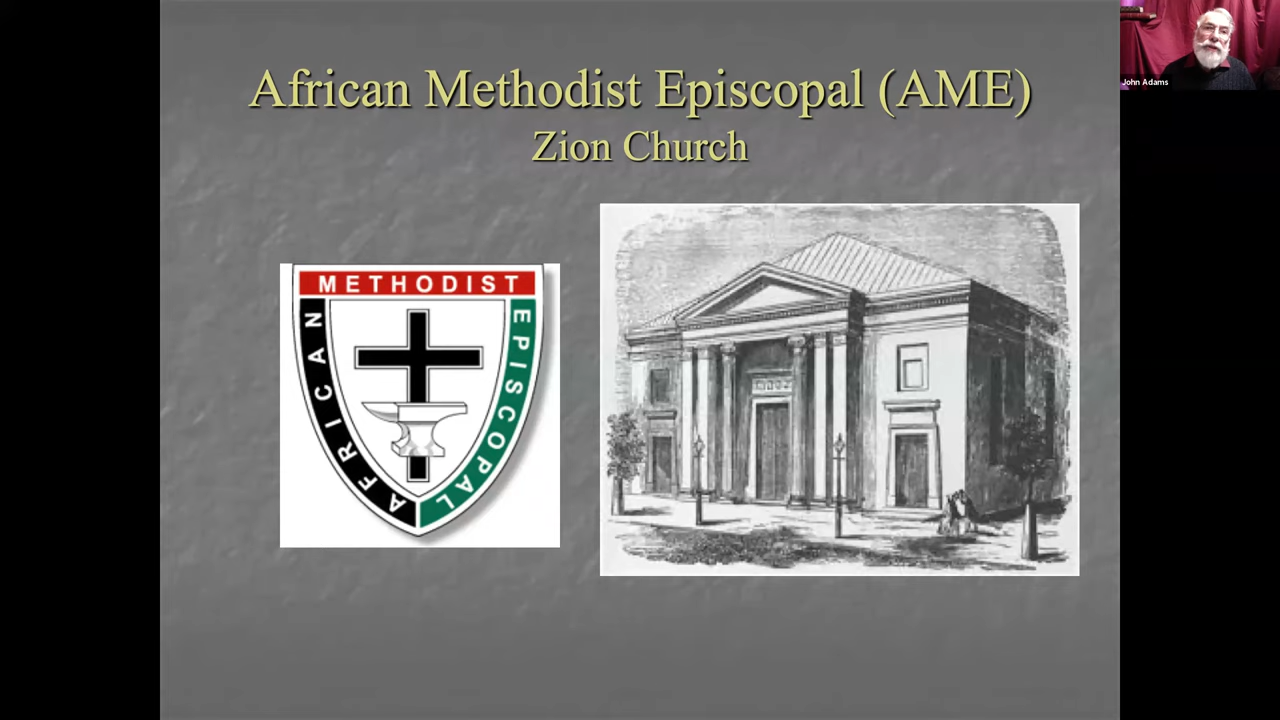 African Methodist Episcopal (AME)
Zion Church
METHODIST
AFRICAN
EPISCOPAL
John Adams